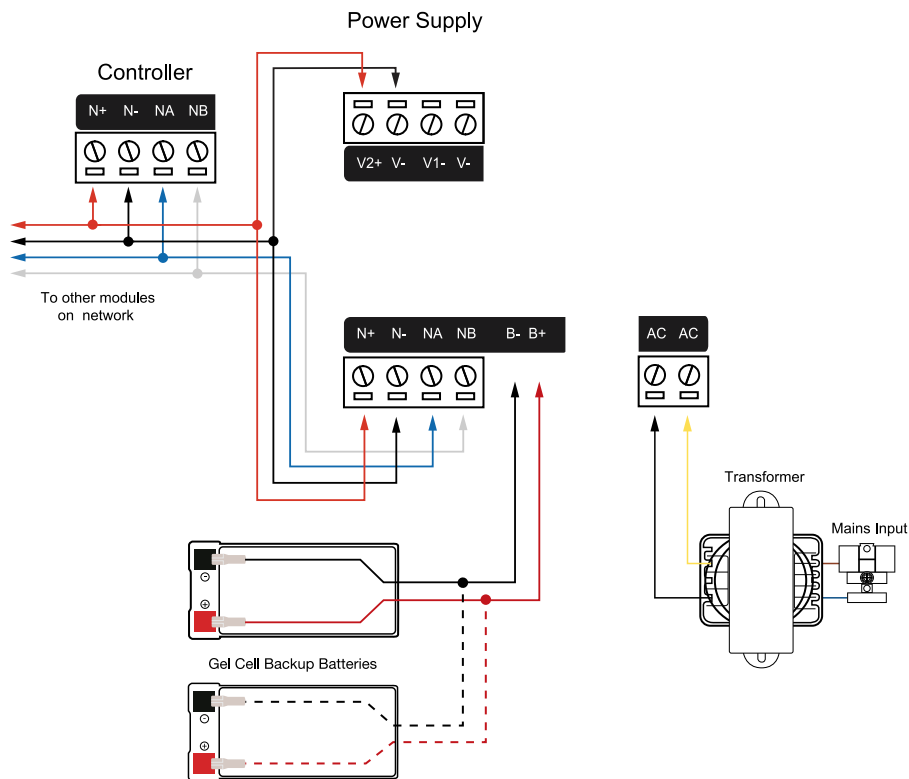 Power Supply
Controller
N+ N- NA NB
V2+ V- V1- V-
To other modules
on network
N+ N- NA NB B- B+
AC AC
Transformer
Mains Input
-
+
Gel Cell Backup Batteries
-
+